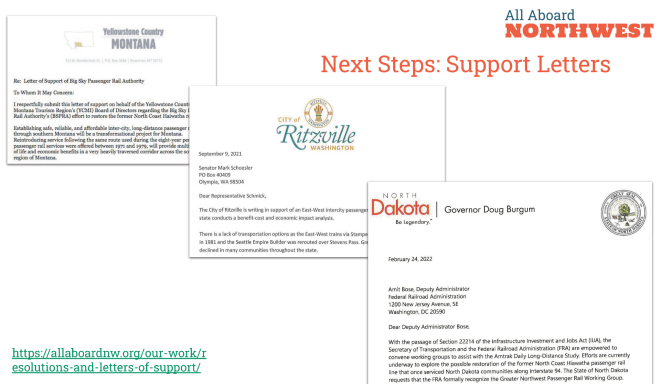 All Aboard
NORTHWEST
Next Steps: Support Letters
Yellowstone Country
MONTANA
Re: Letter of Support of Big Sky Passenger Rail Authority
To Whom It May Concern:
I respectfully submit this letter of support on behalf of the Yellowstone Count
Montana Tourism Region's (YCMI) Board of Directors regarding the Big Sky
Rail Authority's (BSPRA) effort to restore the former North Coast Hiawatha r
Establishing safe, reliable, and affordable inter-city, long-distance passenger
through southern Montana will be a transformational project for Montana.
Reintroducing service following the same route used during the eight-year pe
passenger rail services were offered between 1971 and 1979, will provide multi
of life and economic benefits in a very heavily traversed corridor across the so
region of Montana.
CITY of
Ritzville
WASHINGTON
September 9, 2021
Senator Mark Schoesler
PO Box 40409
Olympia, WA 98504
Dear Representative Schmick,
The City of Ritzville is writing in support of an East-West intercity passenger
state conducts a benefit-cost and economic impact analysis.
There is a lack of transportation options as the East-West trains via Stampe
in 1981 and the Seattle Empire Builder was rerouted over Stevens Pass. Gre
declined in many communities throughout the state.
NORTH
Dakota
Be Legendary.™
Governor Doug Burgum
February 24, 2022
Amit Bose, Deputy Administrator
Federal Railroad Administration
1200 New Jersey Avenue, SE
Washington, DC 20590
Dear Deputy Administrator Bose,
With the passage of Section 22214 of the Infrastructure Investment and Jobs Act (IIJA), the
Secretary of Transportation and the Federal Railroad Administration (FRA) are empowered to
convene working groups to assist with the Amtrak Daily Long-Distance Study. Efforts are currently
underway to explore the possible restoration of the former North Coast Hiawatha passenger rail
line that once serviced North Dakota communities along Interstate 94. The State of North Dakota
requests that the FRA formally recognize the Greater Northwest Passenger Rail Working Group.
https://allaboardnw.org/our-work/r
esolutions-and-letters-of-support/